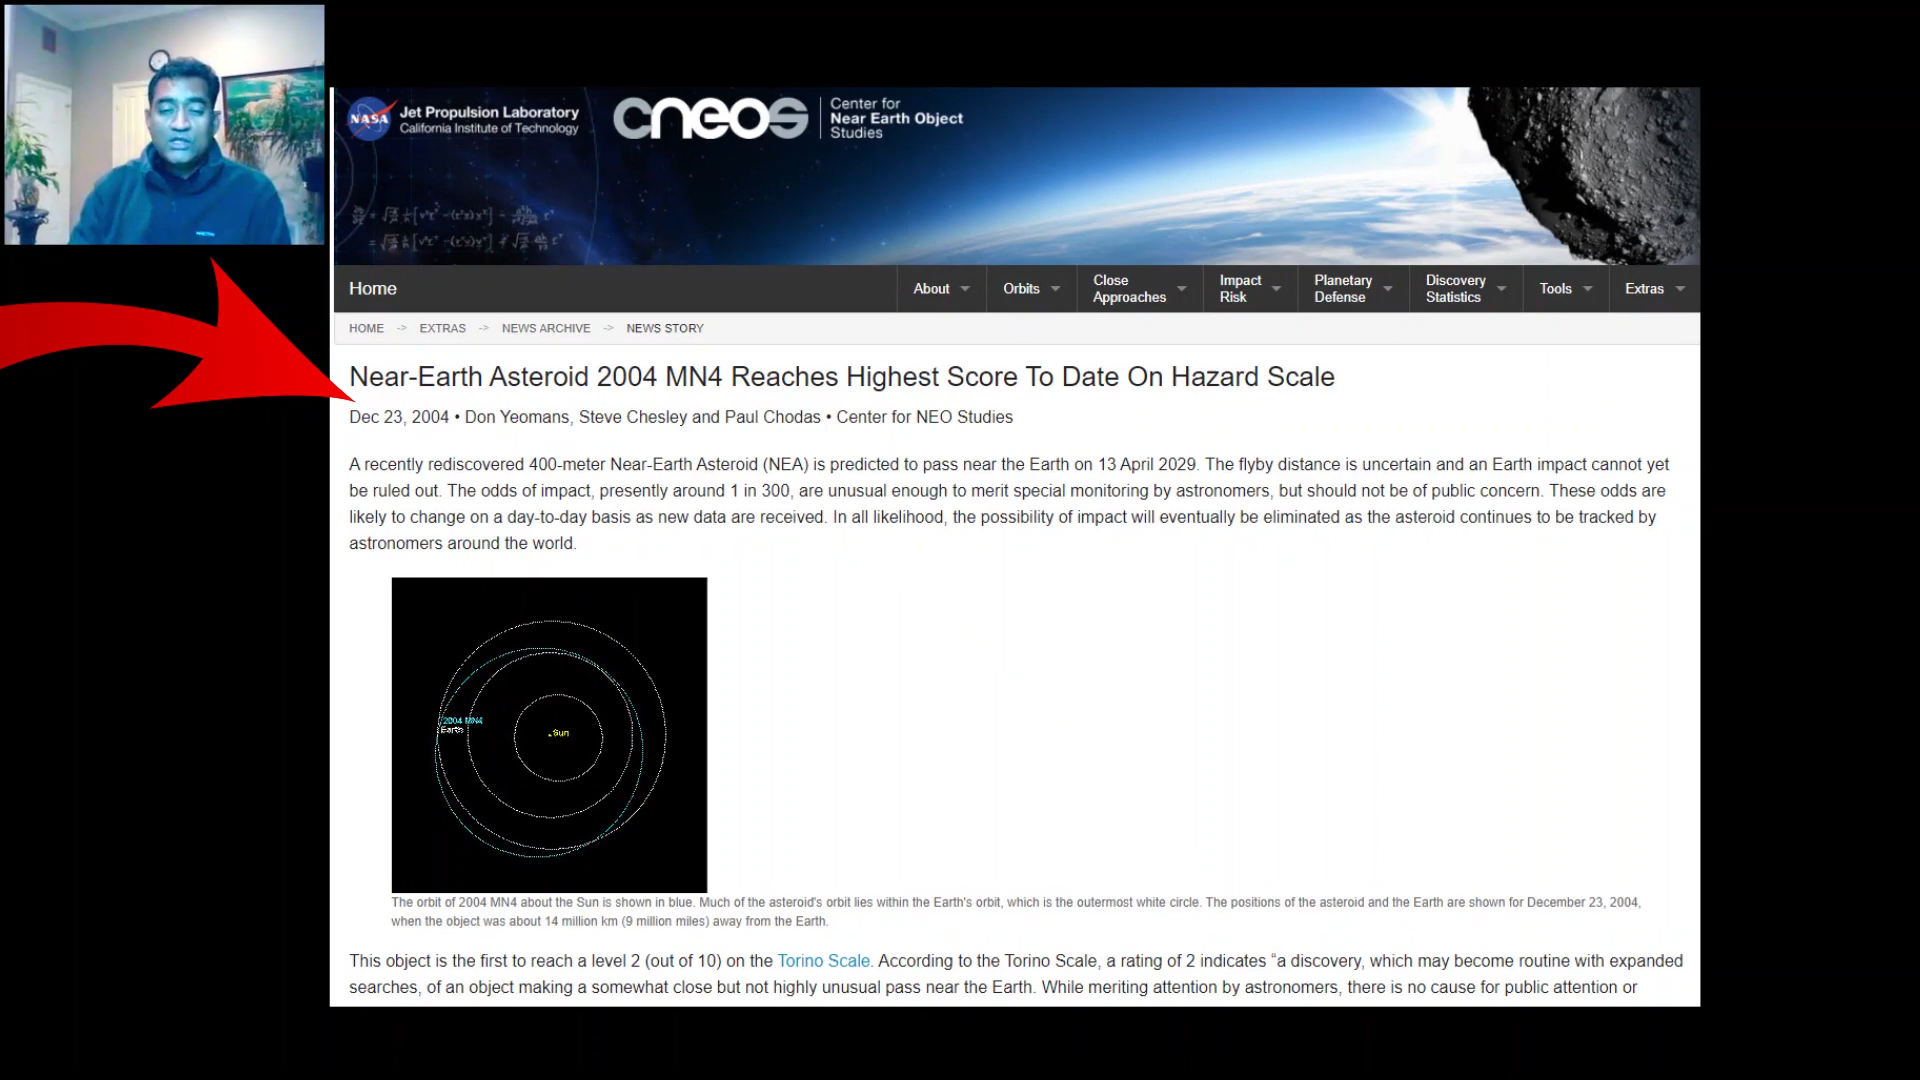 NASA
Jet Propulsion Laboratory
California Institute of Technology
cneos
Center for
Near Earth Object
Studies
Home
About
Orbits
Close
Approaches
Impact
Risk
Planetary
Defense
Discovery
Statistics
Tools
Extras
HOME -> EXTRAS -> NEWS ARCHIVE -> NEWS STORY
Near-Earth Asteroid 2004 MN4 Reaches Highest Score To Date On Hazard Scale
Dec 23, 2004 • Don Yeomans, Steve Chesley and Paul Chodas • Center for NEO Studies
A recently rediscovered 400-meter Near-Earth Asteroid (NEA) is predicted to pass near the Earth on 13 April 2029. The flyby distance is uncertain and an Earth impact cannot yet
be ruled out. The odds of impact, presently around 1 in 300, are unusual enough to merit special monitoring by astronomers, but should not be of public concern. These odds are
likely to change on a day-to-day basis as new data are received. In all likelihood, the possibility of impact will eventually be eliminated as the asteroid continues to be tracked by
astronomers around the world.
2004 MN4
Earth
Sun
The orbit of 2004 MN4 about the Sun is shown in blue. Much of the asteroid's orbit lies within the Earth's orbit, which is the outermost white circle. The positions of the asteroid and the Earth are shown for December 23, 2004,
when the object was about 14 million km (9 million miles) away from the Earth.
This object is the first to reach a level 2 (out of 10) on the Torino Scale. According to the Torino Scale, a rating of 2 indicates “a discovery, which may become routine with expanded
searches, of an object making a somewhat close but not highly unusual pass near the Earth. While meriting attention by astronomers, there is no cause for public attention or